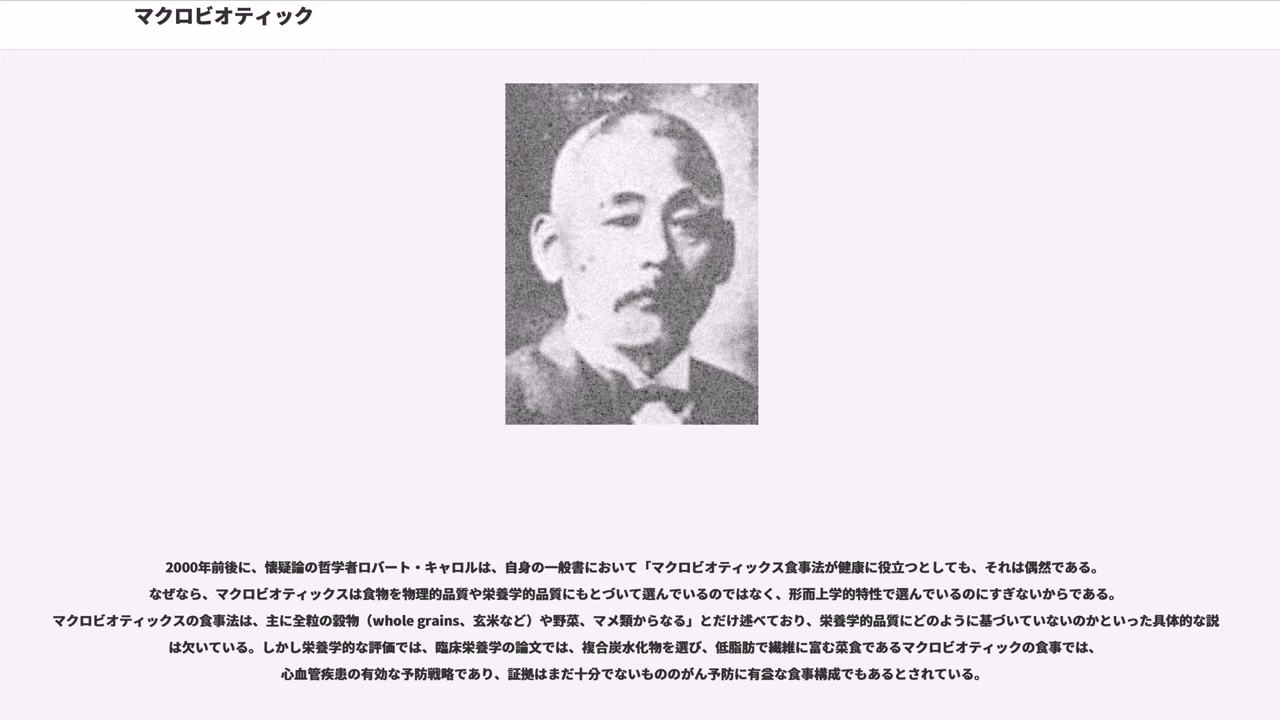 マクロビオティック
2000年前後に、懐疑論の哲学者ロバート・キャロルは、自身の一般書において「マクロビオティックス食事法が健康に役立つとしても、それは偶然である。
なぜなら、マクロビオティックスは食物を物理的品質や栄養学的品質にもとづいて選んでいるのではなく、形而上学的特性で選んでいるのにすぎないからである。
マクロビオティックスの食事法は、主に全粒の穀物（whole grains、玄米など）や野菜、マメ類からなる」とだけ述べており、栄養学的品質にどのように基づいていないのかといった具体的な説
は欠いている。しかし栄養学的な評価では、臨床栄養学の論文では、複合炭水化物を選び、低脂肪で繊維に富む菜食であるマクロビオティックの食事では、
心血管疾患の有効な予防戦略であり、証拠はまだ十分でないもののがん予防に有益な食事構成でもあるとされている。